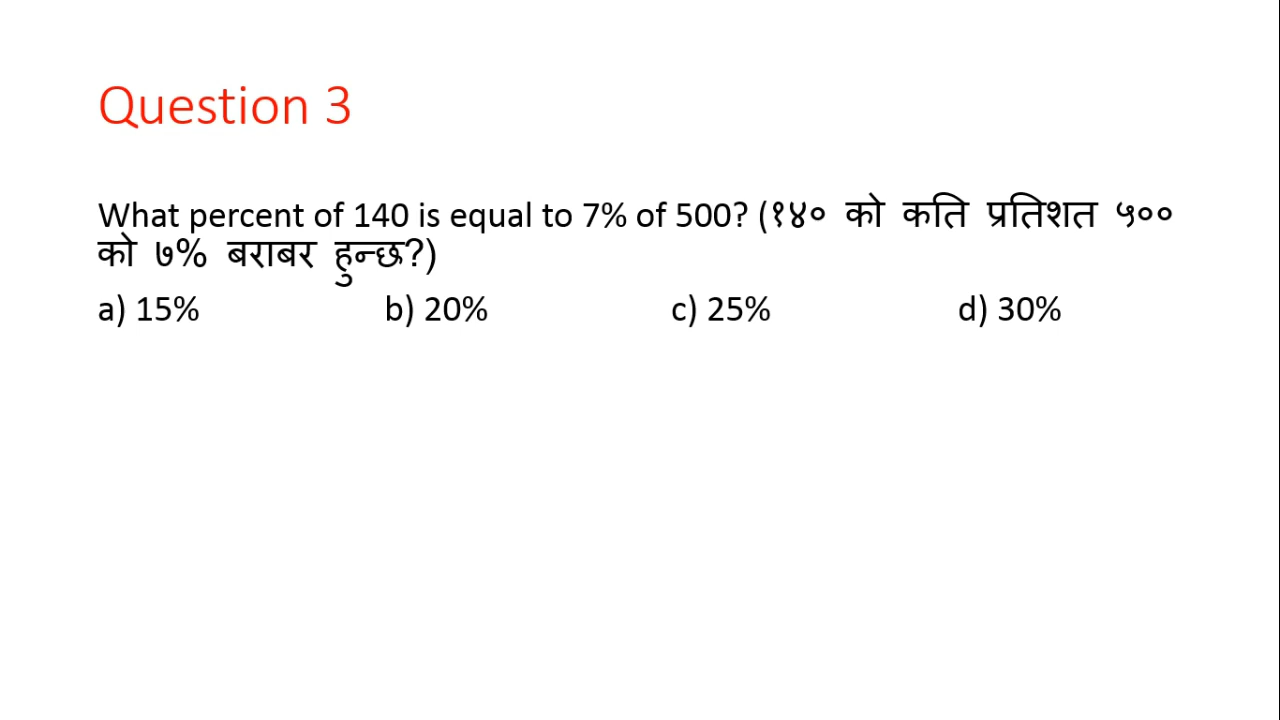 Question 3
What percent of 140 is equal to 7% of 500? (१४० को कति प्रतिशत ५००
को ७% बराबर हुन्छ?)
a) 15% b) 20% c) 25% d) 30%